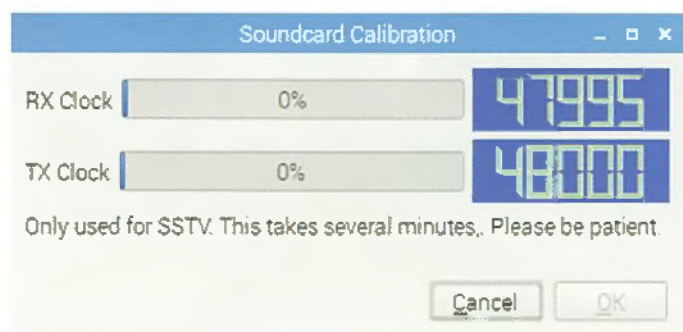 Soundcard Calibration
RX Clock 0% 47995
TX Clock 0% 48000
Only used for SSTV. This takes several minutes,. Please be patient.
Cancel OK